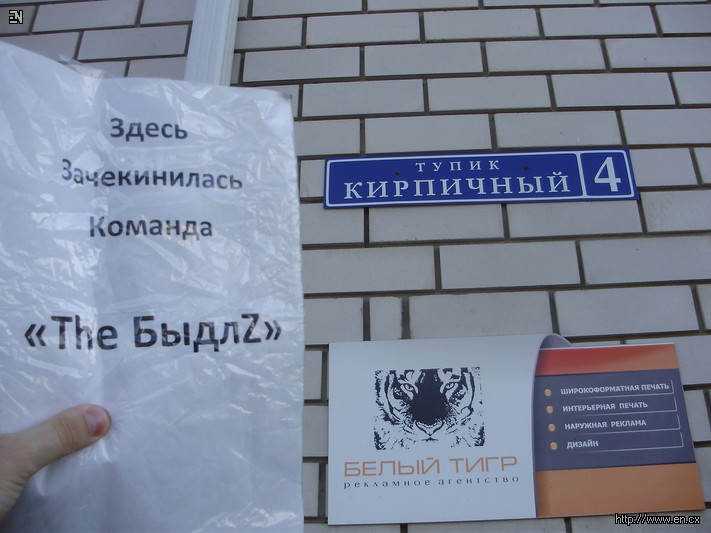 EN
Здесь
Зачекинилась
Команда
«The БыдлZ»
ТУПИК
КИРПИЧНЫЙ 4
БЕЛЫЙ ТИГР
рекламное агентство
ШИРОКОФОРМАТНАЯ ПЕЧАТЬ
ИНТЕРЬЕРНАЯ ПЕЧАТЬ
НАРУЖНАЯ РЕКЛАМА
ДИЗАЙН
http://www.en.cx